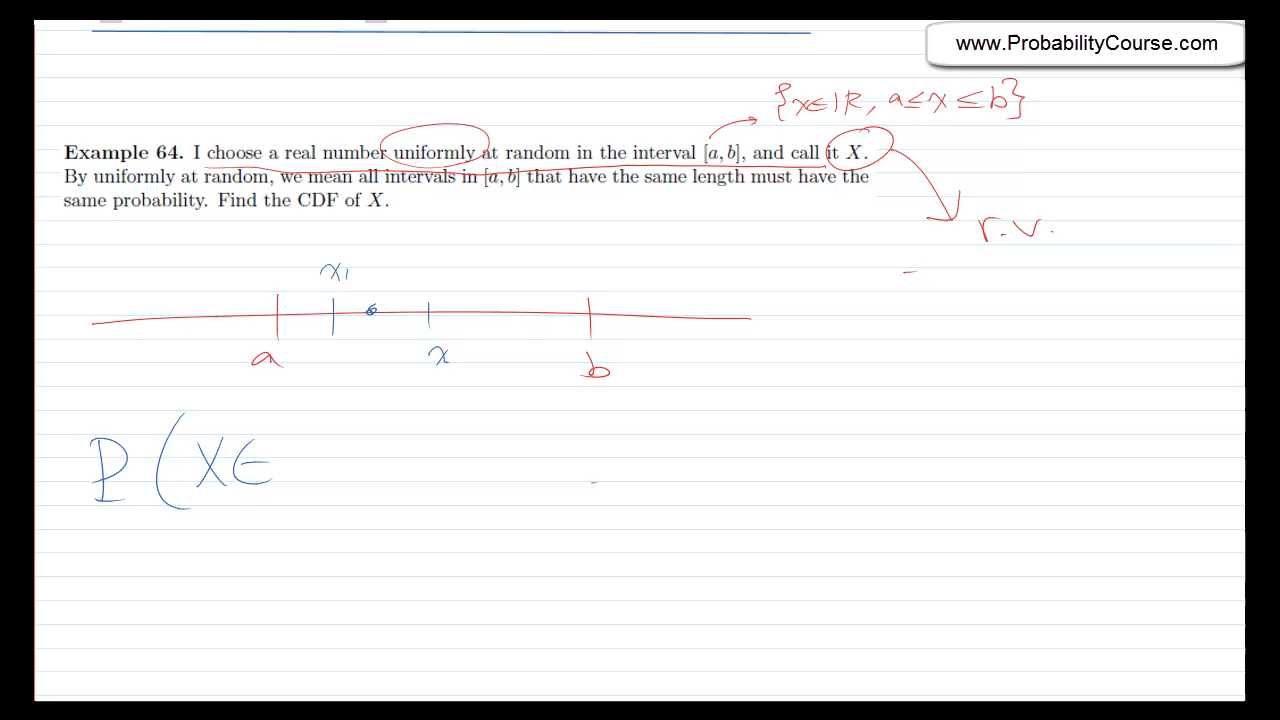 www.ProbabilityCourse.com
{x∈ℝ, a≤x≤b}
Example 64. I choose a real number uniformly at random in the interval [a, b], and call it X.
By uniformly at random, we mean all intervals in [a, b] that have the same length must have the
same probability. Find the CDF of X.
r.v.
x₁
a x b
P(X∈